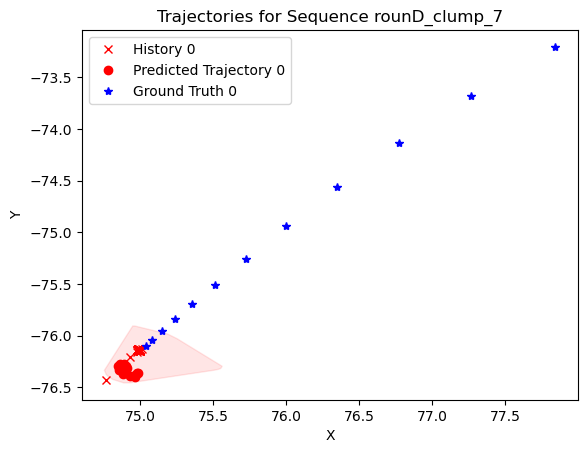 Trajectories for Sequence rounD_clump_7
History 0
Predicted Trajectory 0
Ground Truth 0
Y
−73.5
−74.0
−74.5
−75.0
−75.5
−76.0
−76.5
75.0 75.5 76.0 76.5 77.0 77.5
X